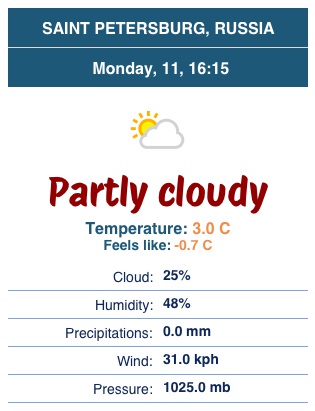 SAINT PETERSBURG, RUSSIA
Monday, 11, 16:15
Partly cloudy
Temperature: 3.0 C
Feels like: -0.7 C
Cloud: 25%
Humidity: 48%
Precipitations: 0.0 mm
Wind: 31.0 kph
Pressure: 1025.0 mb